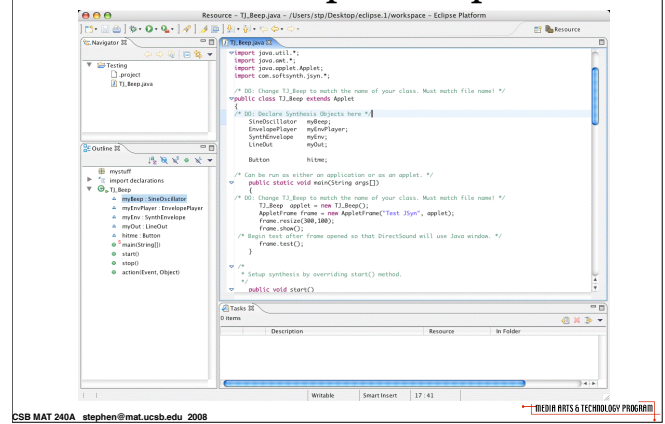 Resource – TJ_Beep.java – /Users/stp/Desktop/eclipse.1/workspace – Eclipse Platform
Resource
Navigator
Testing
.project
TJ_Beep.java
Outline
mystuff
import declarations
TJ_Beep
myBeep : SineOscillator
myEnvPlayer : EnvelopePlayer
myEnv : SynthEnvelope
myOut : LineOut
hitme : Button
main(String[])
start()
stop()
action(Event, Object)
TJ_Beep.java
import java.util.*;
import java.awt.*;
import java.applet.Applet;
import com.softsynth.jsyn.*;
/* DO: Change TJ_Beep to match the name of your class. Must match file name! */
public class TJ_Beep extends Applet
{
/* DO: Declare Synthesis Objects here */
SineOscillator myBeep;
EnvelopePlayer myEnvPlayer;
SynthEnvelope myEnv;
LineOut myOut;
Button hitme;
/* Can be run as either an application or as an applet. */
public static void main(String args[])
{
/* DO: Change TJ_Beep to match the name of your class. Must match file name! */
TJ_Beep applet = new TJ_Beep();
AppletFrame frame = new AppletFrame("Test JSyn", applet);
frame.resize(300,100);
frame.show();
/* Begin test after frame opened so that DirectSound will use Java window. */
frame.test();
}
/*
* Setup synthesis by overriding start() method.
*/
public void start()
Tasks
0 items
Description Resource In Folder
Writable Smart Insert 17 : 41
CSB MAT 240A stephen@mat.ucsb.edu 2008
MEDIA ARTS & TECHNOLOGY PROGRAM